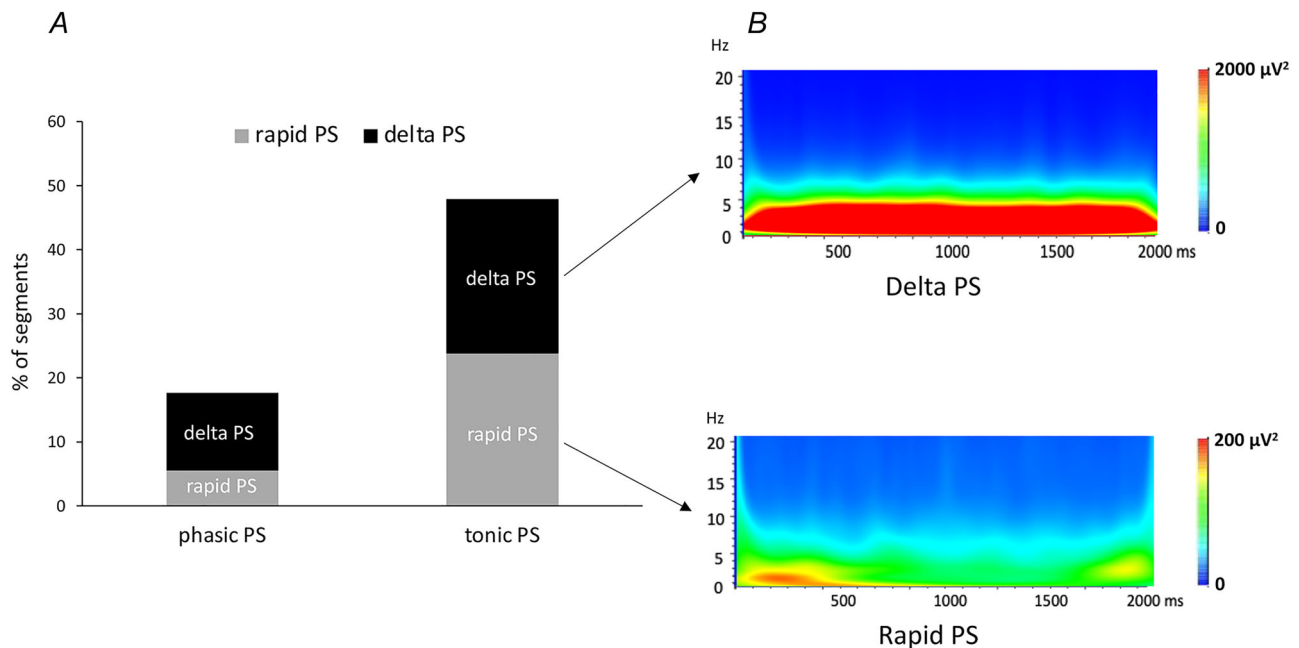 A
% of segments
60
50
40
30
20
10
0
rapid PS delta PS
delta PS
rapid PS
delta PS
rapid PS
phasic PS tonic PS
B
Hz
20
15
10
5
0
500 1000 1500 2000 ms
2000 µV²
0
Delta PS
Hz
20
15
10
5
0
500 1000 1500 2000 ms
200 µV²
0
Rapid PS